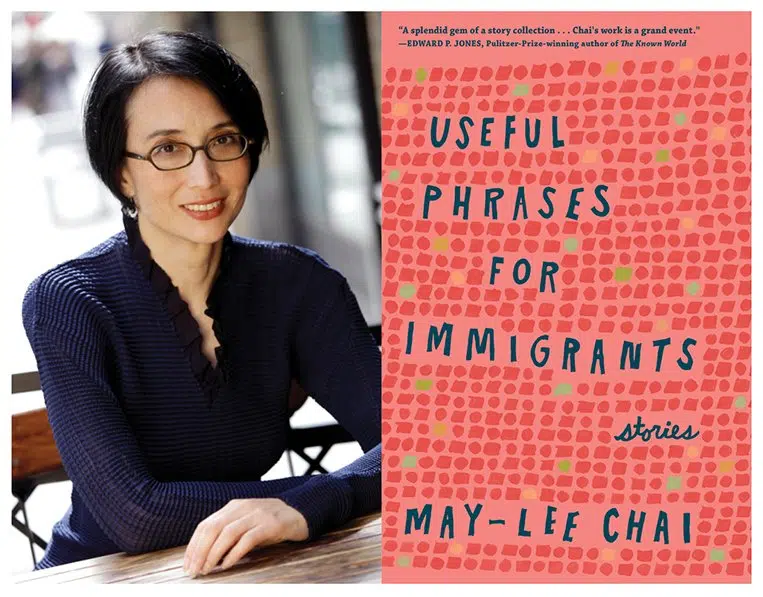 “A splendid gem of a story collection . . . Chai's work is a grand event.”
—EDWARD P. JONES, Pulitzer-Prize-winning author of The Known World
USEFUL
PHRASES
FOR
IMMIGRANTS
stories
MAY-LEE CHAI